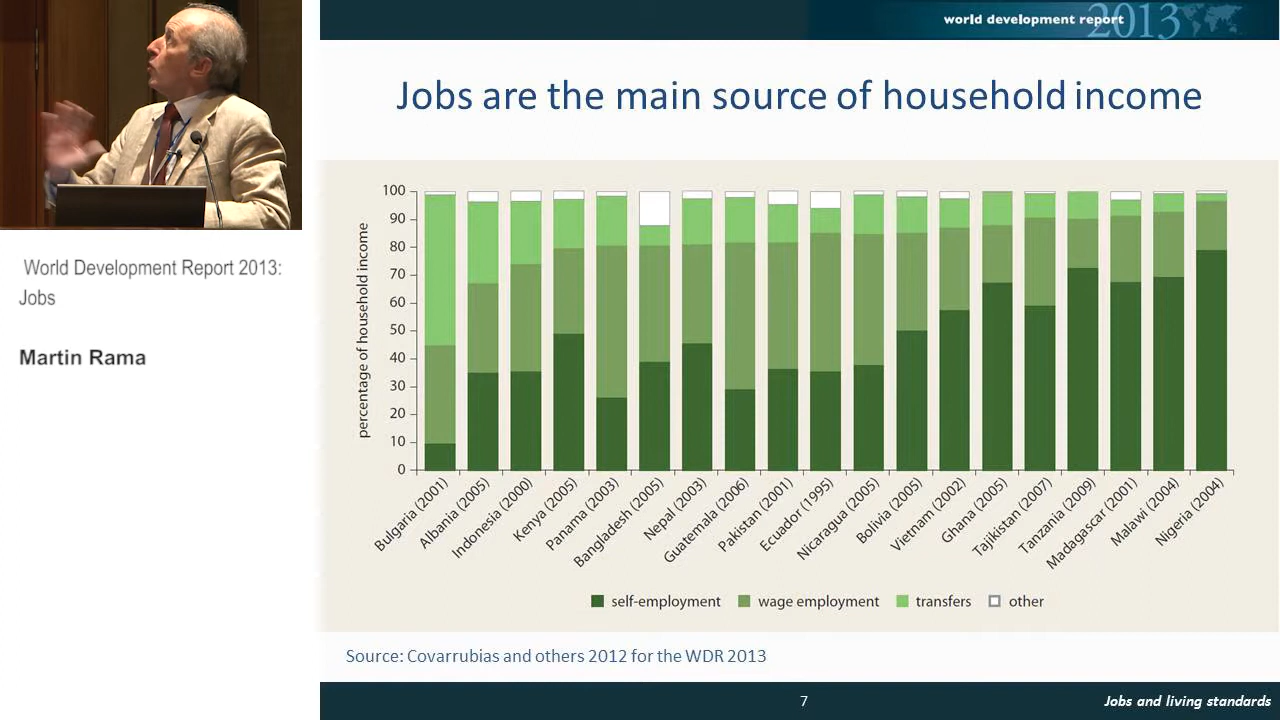 world development report 2013
Jobs are the main source of household income
World Development Report 2013:
Jobs
Martin Rama
percentage of household income
100
90
80
70
60
50
40
30
20
10
0
Bulgaria (2001)
Albania (2005)
Indonesia (2000)
Kenya (2005)
Panama (2003)
Bangladesh (2005)
Nepal (2003)
Guatemala (2006)
Pakistan (2001)
Ecuador (1995)
Nicaragua (2005)
Bolivia (2005)
Vietnam (2002)
Ghana (2005)
Tajikistan (2007)
Tanzania (2009)
Madagascar (2001)
Malawi (2004)
Nigeria (2004)
self-employment wage employment transfers other
Source: Covarrubias and others 2012 for the WDR 2013
7 Jobs and living standards